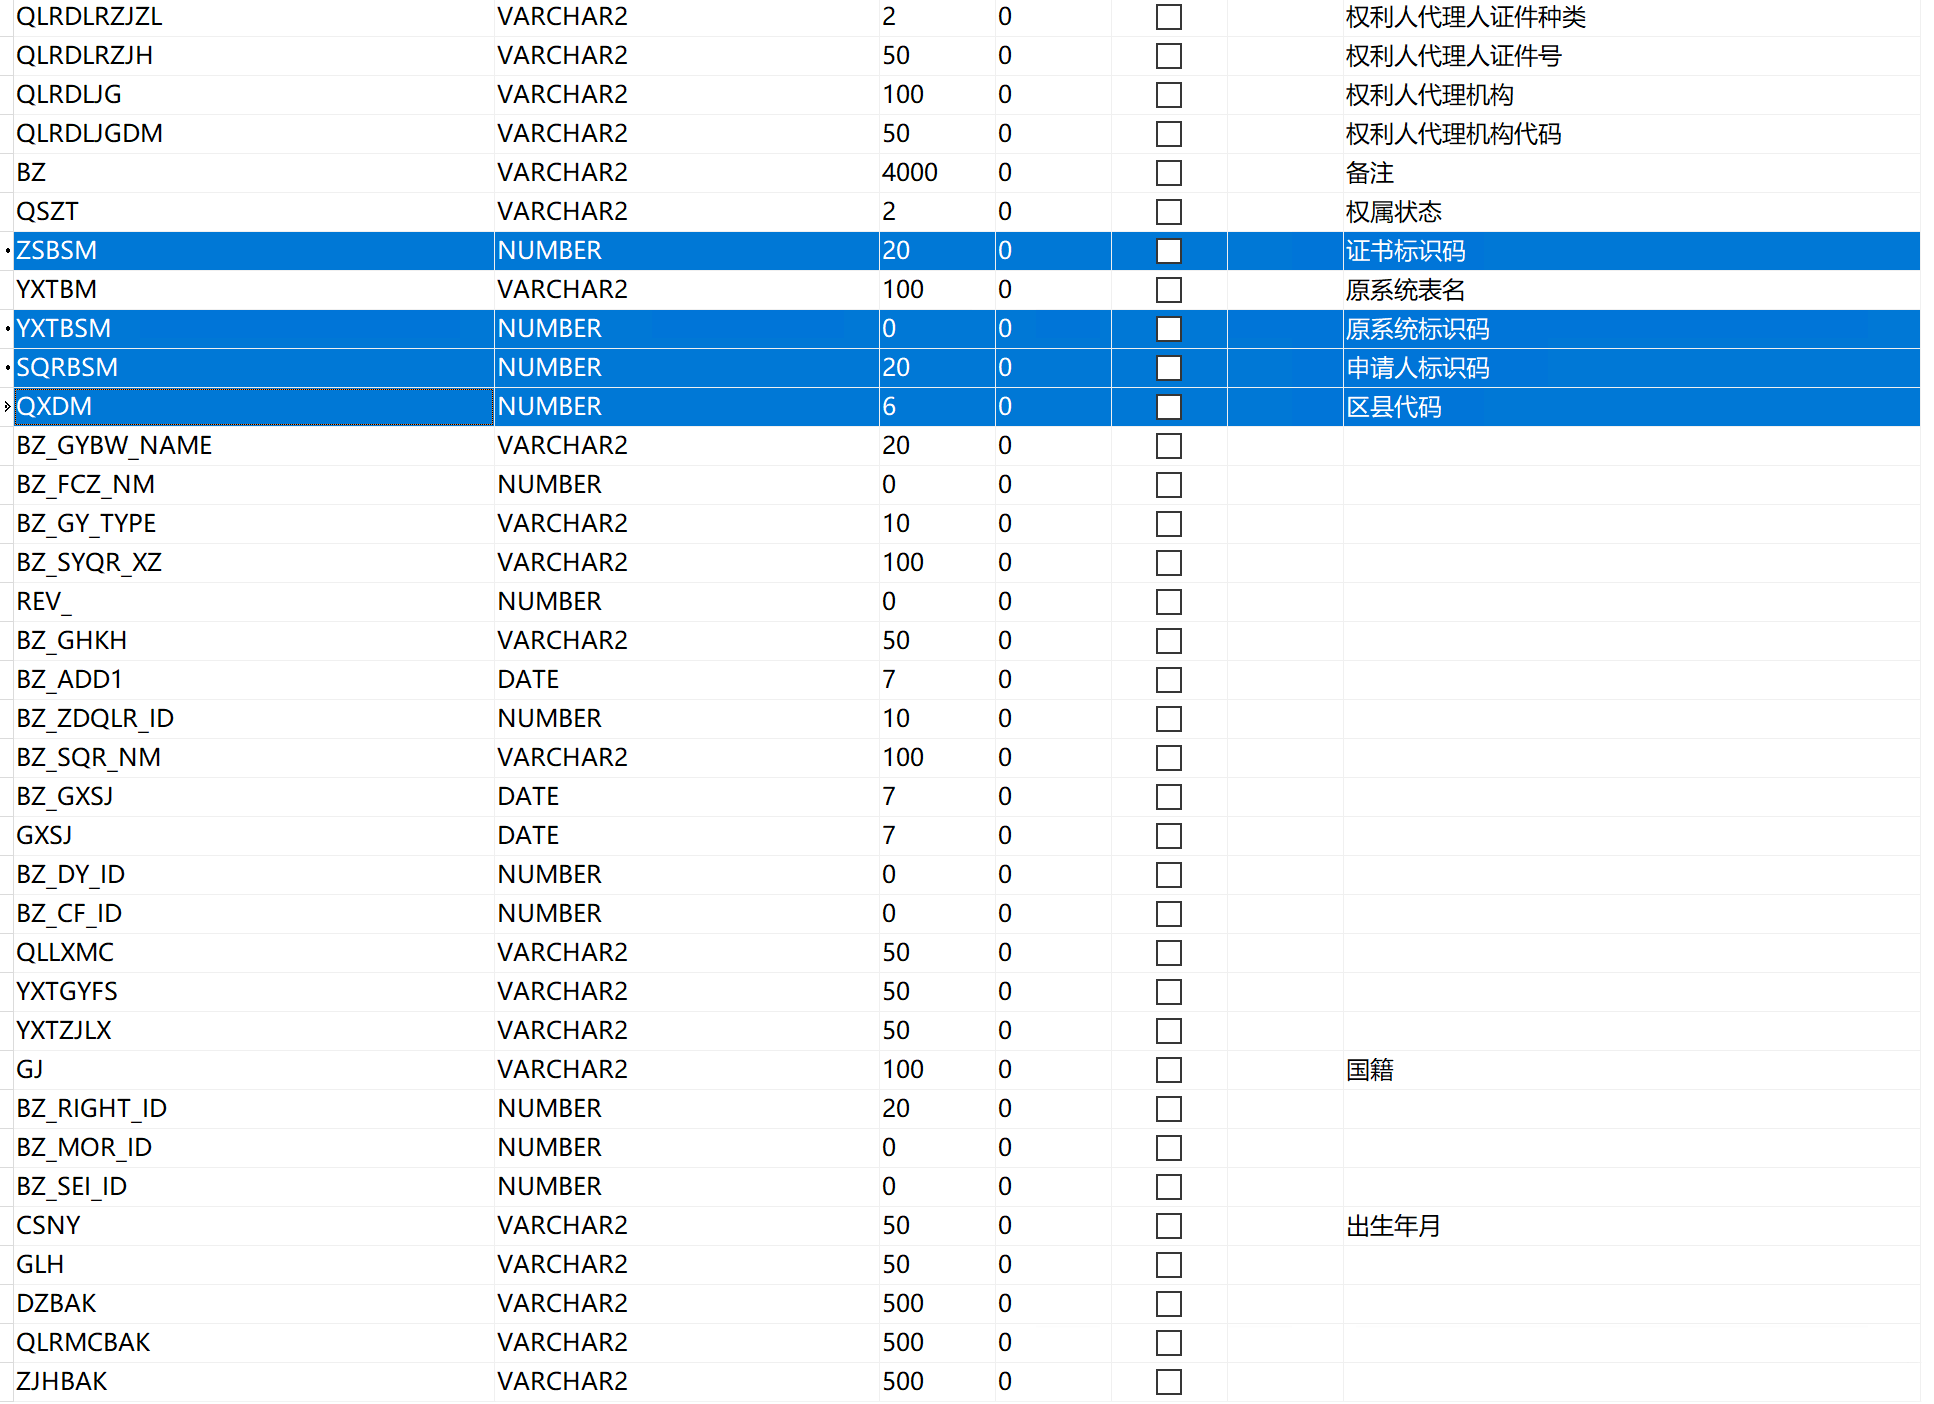 QLRDLRZJZL VARCHAR2 2 0 权利人代理人证件种类
QLRDLRZJH VARCHAR2 50 0 权利人代理人证件号
QLRDLJG VARCHAR2 100 0 权利人代理机构
QLRDLJGDM VARCHAR2 50 0 权利人代理机构代码
BZ VARCHAR2 4000 0 备注
QSZT VARCHAR2 2 0 权属状态
ZSBSM NUMBER 20 0 证书标识码
YXTBM VARCHAR2 100 0 原系统表名
YXTBSM NUMBER 0 0 原系统标识码
SQRBSM NUMBER 20 0 申请人标识码
QXDM NUMBER 6 0 区县代码
BZ_GYBW_NAME VARCHAR2 20 0
BZ_FCZ_NM NUMBER 0 0
BZ_GY_TYPE VARCHAR2 10 0
BZ_SYQR_XZ VARCHAR2 100 0
REV_ NUMBER 0 0
BZ_GHKH VARCHAR2 50 0
BZ_ADD1 DATE 7 0
BZ_ZDQLR_ID NUMBER 10 0
BZ_SQR_NM VARCHAR2 100 0
BZ_GXSJ DATE 7 0
GXSJ DATE 7 0
BZ_DY_ID NUMBER 0 0
BZ_CF_ID NUMBER 0 0
QLLXMC VARCHAR2 50 0
YXTGYFS VARCHAR2 50 0
YXTZJLX VARCHAR2 50 0
GJ VARCHAR2 100 0 国籍
BZ_RIGHT_ID NUMBER 20 0
BZ_MOR_ID NUMBER 0 0
BZ_SEI_ID NUMBER 0 0
CSNY VARCHAR2 50 0 出生年月
GLH VARCHAR2 50 0
DZBAK VARCHAR2 500 0
QLRMCBAK VARCHAR2 500 0
ZJHBAK VARCHAR2 500 0